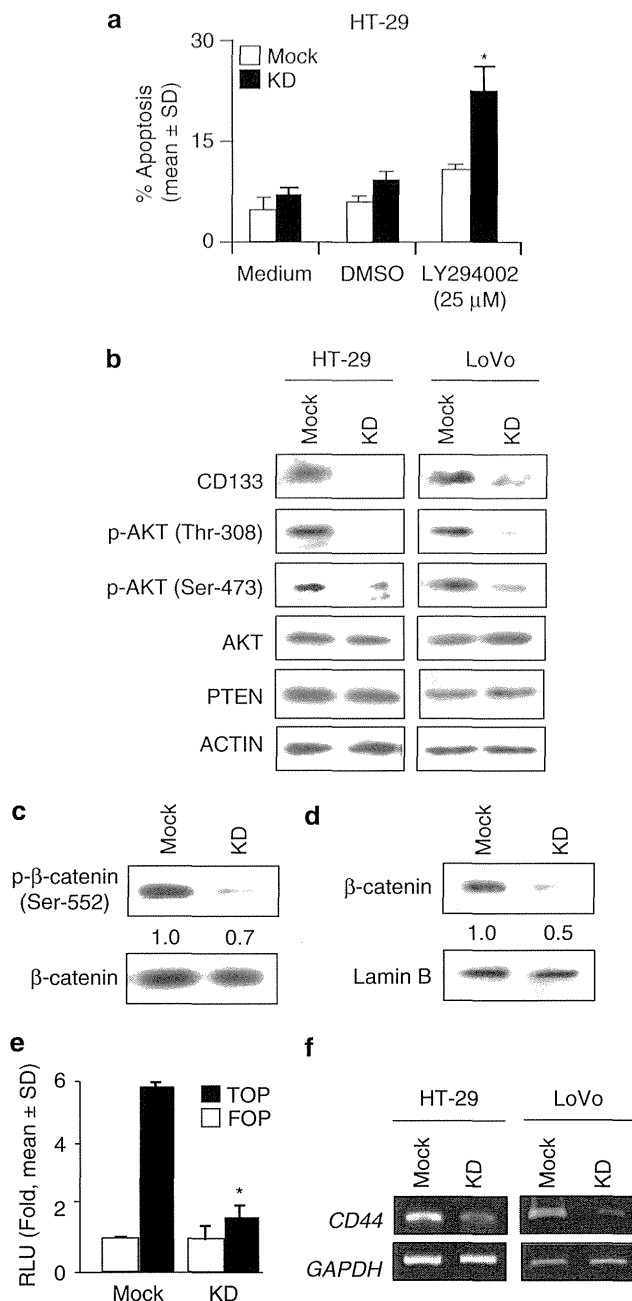 a
HT-29
30
15
0
% Apoptosis
(mean ± SD)
Mock
KD
*
Medium
DMSO
LY294002
(25 μM)
b
HT-29
LoVo
Mock
KD
Mock
KD
CD133
p-AKT (Thr-308)
p-AKT (Ser-473)
AKT
PTEN
ACTIN
c
Mock
KD
p-β-catenin
(Ser-552)
1.0
0.7
β-catenin
d
Mock
KD
β-catenin
1.0
0.5
Lamin B
e
6
4
2
0
RLU (Fold, mean ± SD)
TOP
FOP
*
Mock
KD
f
HT-29
LoVo
Mock
KD
Mock
KD
CD44
GAPDH